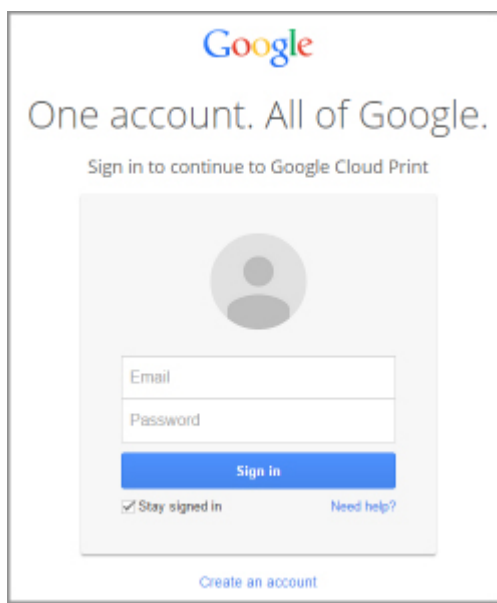 Google
One account. All of Google.
Sign in to continue to Google Cloud Print
Email
Password
Sign in
Stay signed in Need help?
Create an account